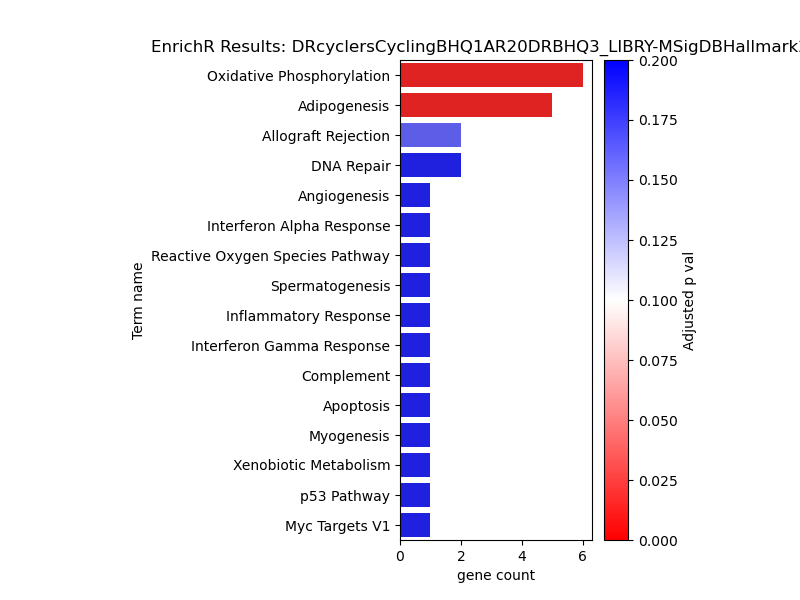 EnrichR Results: DRcyclersCyclingBHQ1AR20DRBHQ3_LIBRY-MSigDBHallmark
Term name
Oxidative Phosphorylation
Adipogenesis
Allograft Rejection
DNA Repair
Angiogenesis
Interferon Alpha Response
Reactive Oxygen Species Pathway
Spermatogenesis
Inflammatory Response
Interferon Gamma Response
Complement
Apoptosis
Myogenesis
Xenobiotic Metabolism
p53 Pathway
Myc Targets V1
0 2 4 6
gene count
0.200
0.175
0.150
0.125
0.100
0.075
0.050
0.025
0.000
Adjusted p val